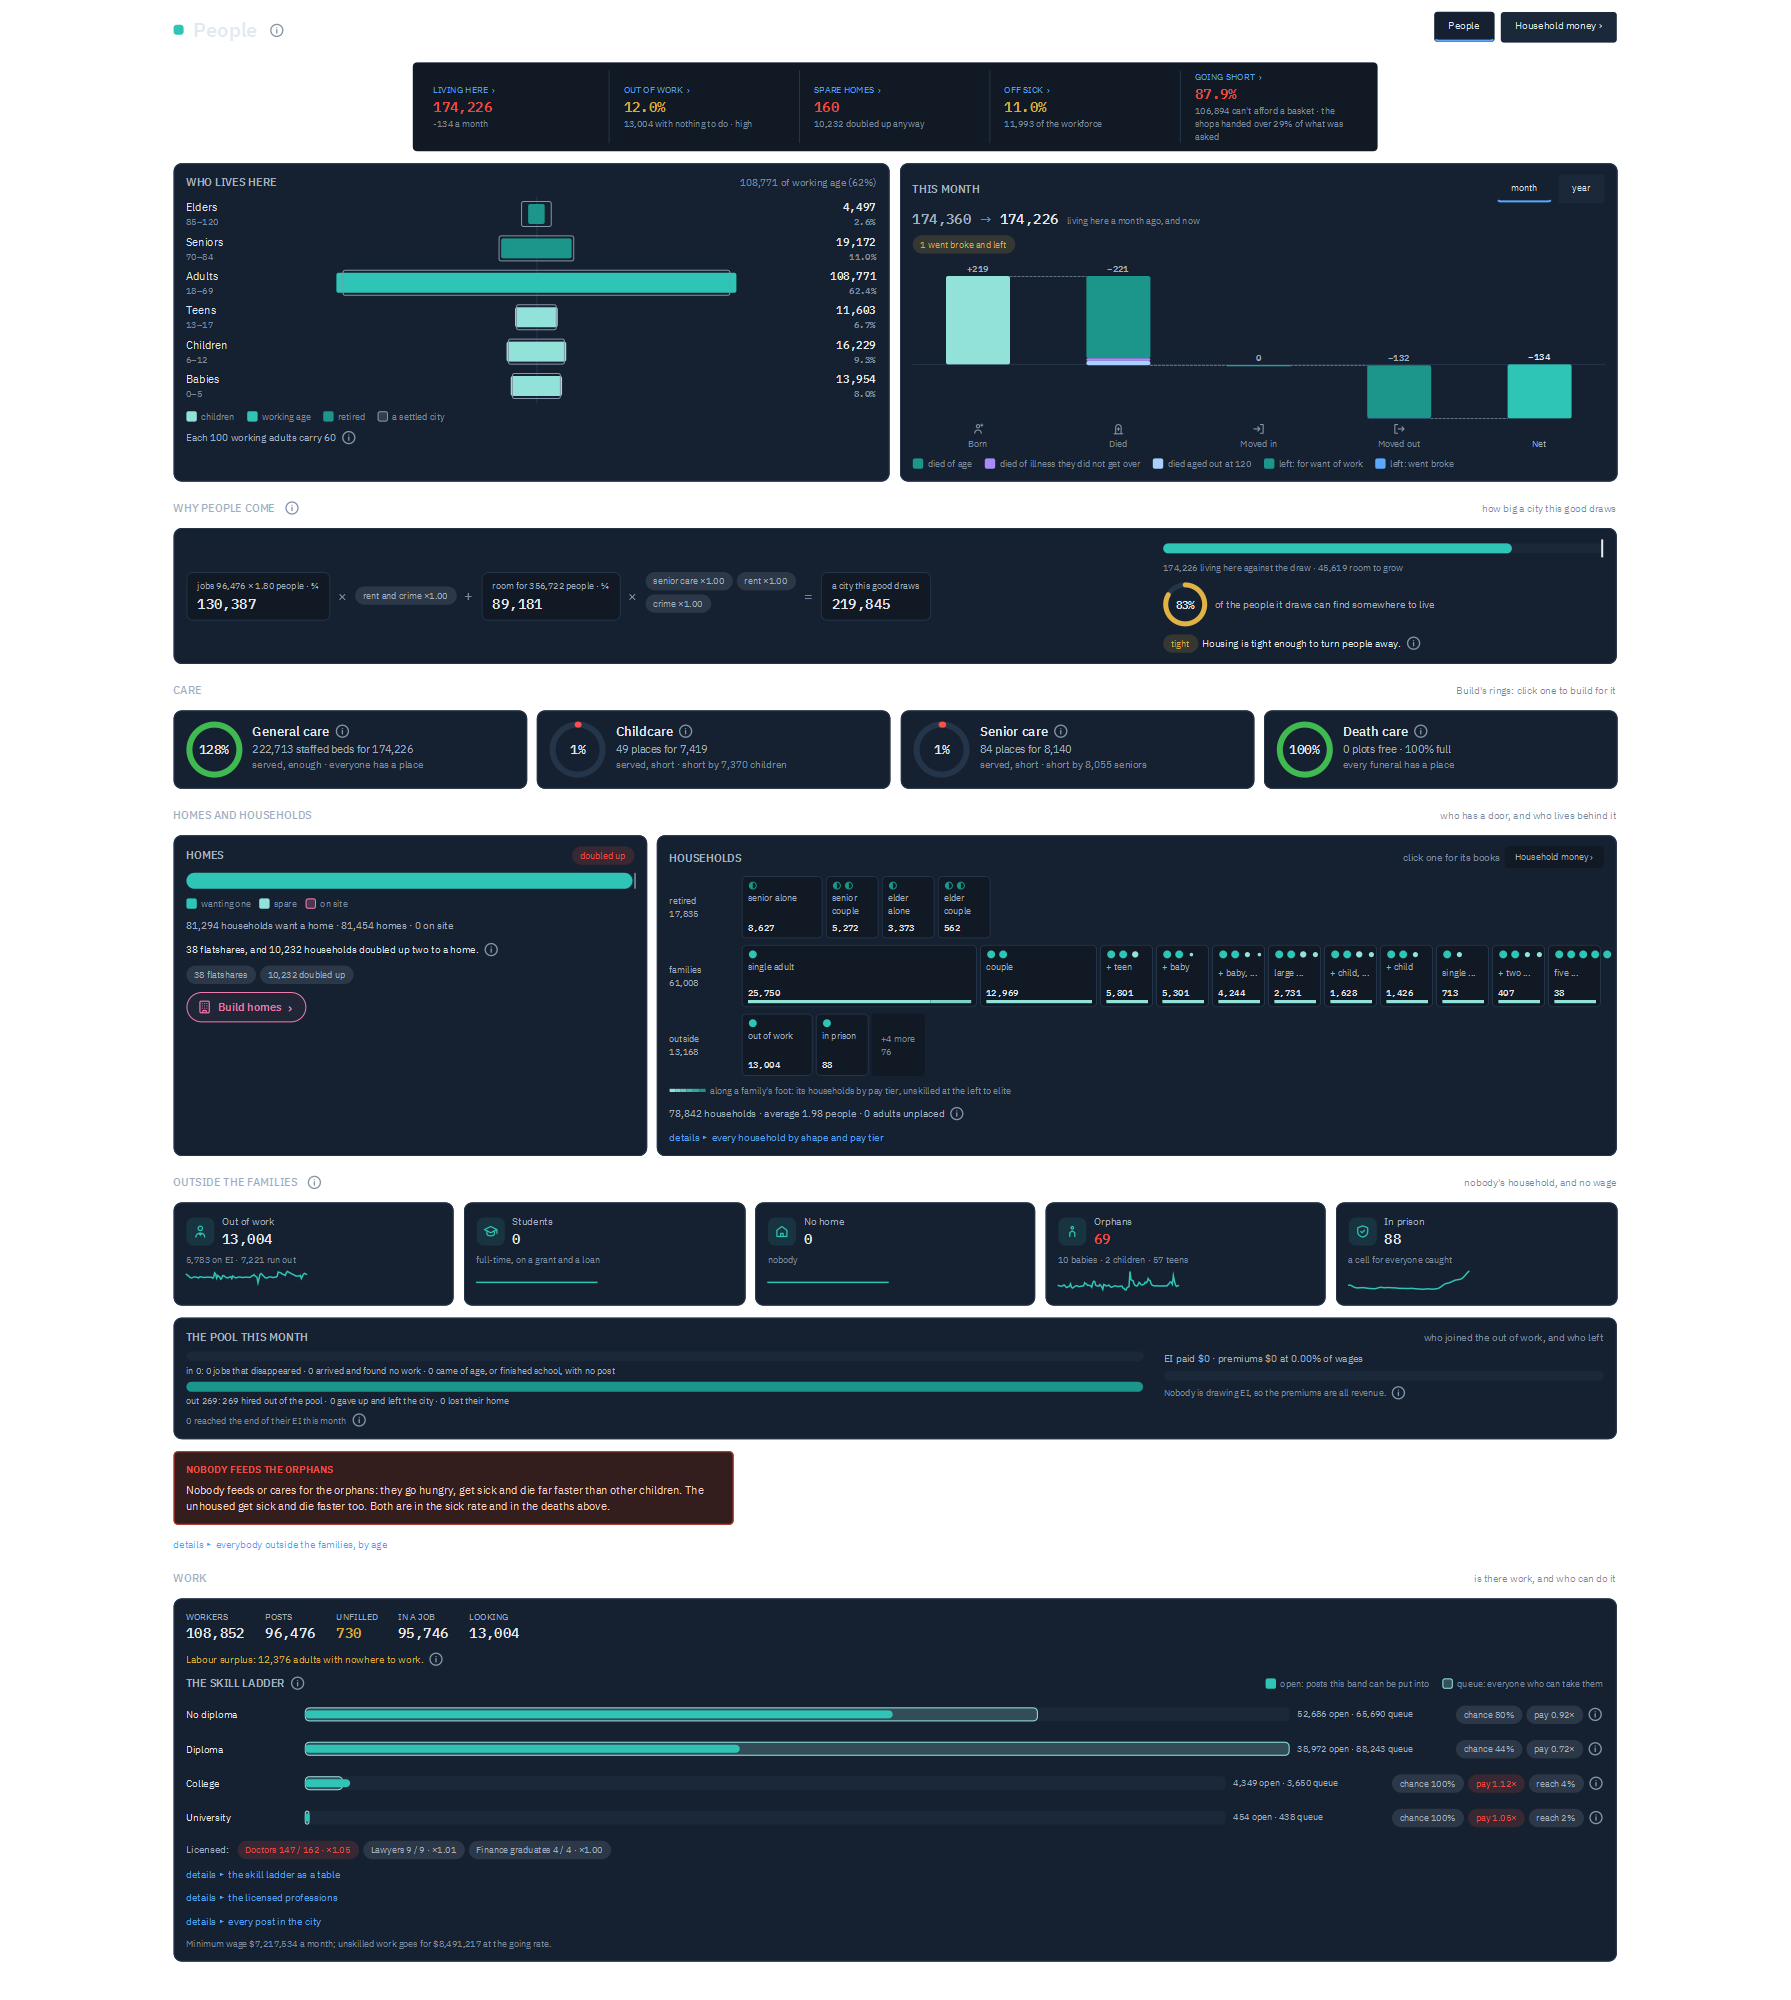 People
People
Household money ›
LIVING HERE ›
174,226
-134 a month
OUT OF WORK ›
12.0%
13,004 with nothing to do · high
SPARE HOMES ›
160
10,232 doubled up anyway
OFF SICK ›
11.0%
11,993 of the workforce
GOING SHORT ›
87.9%
106,894 can't afford a basket · the
shops handed over 29% of what was
asked
WHO LIVES HERE
108,771 of working age (62%)
Elders
85–120
4,497
2.6%
Seniors
70–84
19,172
11.0%
Adults
18–69
108,771
62.4%
Teens
13–17
11,603
6.7%
Children
6–12
16,229
9.3%
Babies
0–5
13,954
8.0%
children
working age
retired
a settled city
Each 100 working adults carry 60
THIS MONTH
month
year
174,360 → 174,226 living here a month ago, and now
1 went broke and left
+219
−221
0
−132
−134
Born
Died
Moved in
Moved out
Net
died of age
died of illness they did not get over
died aged out at 120
left: for want of work
left: went broke
WHY PEOPLE COME
how big a city this good draws
jobs 96,476 × 1.80 people · ¾
130,387
×
rent and crime ×1.00
+
room for 356,722 people · ¼
89,181
×
senior care ×1.00
rent ×1.00
crime ×1.00
=
a city this good draws
219,845
174,226 living here against the draw · 45,619 room to grow
83%
of the people it draws can find somewhere to live
tight
Housing is tight enough to turn people away.
CARE
Build's rings: click one to build for it
128%
General care
222,713 staffed beds for 174,226
served, enough · everyone has a place
1%
Childcare
49 places for 7,419
served, short · short by 7,370 children
1%
Senior care
84 places for 8,140
served, short · short by 8,055 seniors
100%
Death care
0 plots free · 100% full
every funeral has a place
HOMES AND HOUSEHOLDS
who has a door, and who lives behind it
HOMES
doubled up
wanting one
spare
on site
81,294 households want a home · 81,454 homes · 0 on site
38 flatshares, and 10,232 households doubled up two to a home.
38 flatshares
10,232 doubled up
Build homes ›
HOUSEHOLDS
click one for its books
Household money ›
retired
17,835
senior alone
8,627
senior
couple
5,272
elder
alone
3,373
elder
couple
562
families
61,008
single adult
25,750
couple
12,969
+ teen
5,801
+ baby
5,301
+ baby, ...
4,244
large ...
2,731
+ child, ...
1,628
+ child
1,426
single ...
713
+ two ...
407
five ...
38
outside
13,168
out of work
13,004
in prison
88
+4 more
76
along a family's foot: its households by pay tier, unskilled at the left to elite
78,842 households · average 1.98 people · 0 adults unplaced
details ▸ every household by shape and pay tier
OUTSIDE THE FAMILIES
nobody's household, and no wage
Out of work
13,004
5,783 on EI · 7,221 run out
Students
0
full-time, on a grant and a loan
No home
0
nobody
Orphans
69
10 babies · 2 children · 57 teens
In prison
88
a cell for everyone caught
THE POOL THIS MONTH
who joined the out of work, and who left
in 0: 0 jobs that disappeared · 0 arrived and found no work · 0 came of age, or finished school, with no post
out 269: 269 hired out of the pool · 0 gave up and left the city · 0 lost their home
0 reached the end of their EI this month
EI paid $0 · premiums $0 at 0.00% of wages
Nobody is drawing EI, so the premiums are all revenue.
NOBODY FEEDS THE ORPHANS
Nobody feeds or cares for the orphans: they go hungry, get sick and die far faster than other children. The
unhoused get sick and die faster too. Both are in the sick rate and in the deaths above.
details ▸ everybody outside the families, by age
WORK
is there work, and who can do it
WORKERS
108,852
POSTS
96,476
UNFILLED
730
IN A JOB
95,746
LOOKING
13,004
Labour surplus: 12,376 adults with nowhere to work.
THE SKILL LADDER
open: posts this band can be put into
queue: everyone who can take them
No diploma
52,686 open · 65,690 queue
chance 80%
pay 0.92×
Diploma
38,972 open · 88,243 queue
chance 44%
pay 0.72×
College
4,349 open · 3,650 queue
chance 100%
pay 1.12×
reach 4%
University
454 open · 438 queue
chance 100%
pay 1.05×
reach 2%
Licensed:
Doctors 147 / 162 · ×1.05
Lawyers 9 / 9 · ×1.01
Finance graduates 4 / 4 · ×1.00
details ▸ the skill ladder as a table
details ▸ the licensed professions
details ▸ every post in the city
Minimum wage $7,217,534 a month; unskilled work goes for $8,491,217 at the going rate.